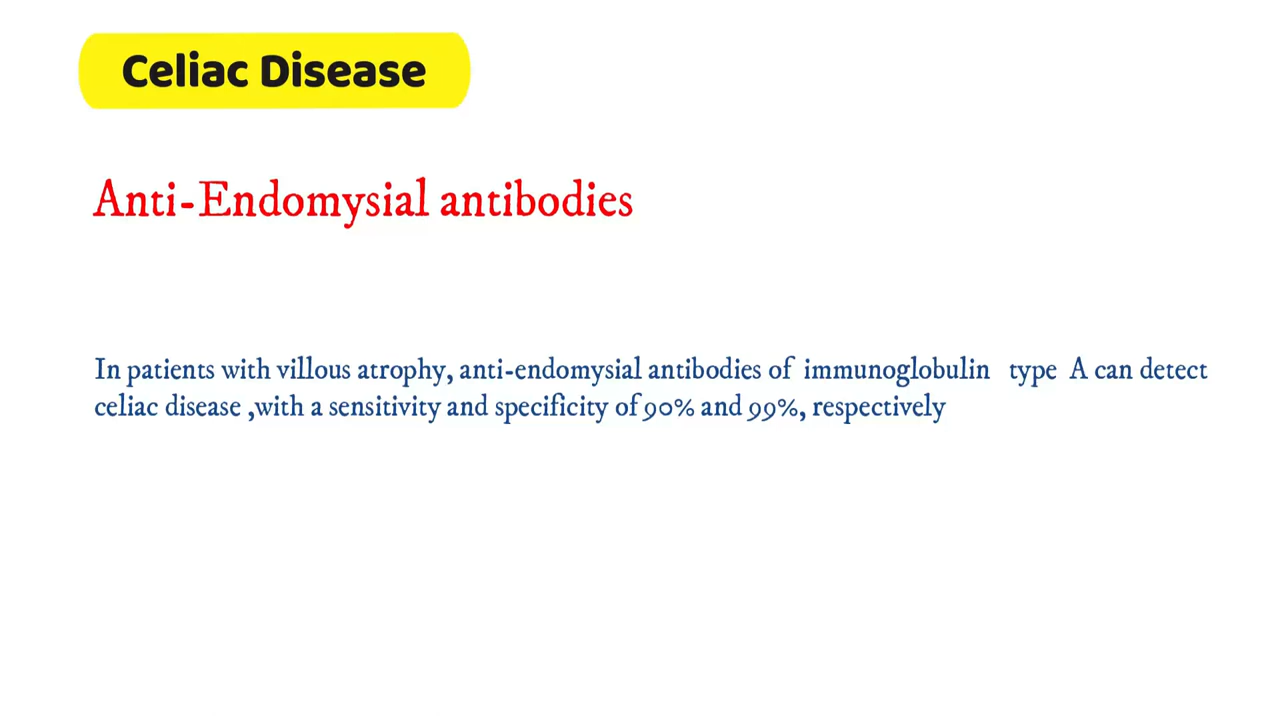 Celiac Disease
Anti-Endomysial antibodies
In patients with villous atrophy, anti-endomysial antibodies of immunoglobulin type A can detect
celiac disease ,with a sensitivity and specificity of 90% and 99%, respectively